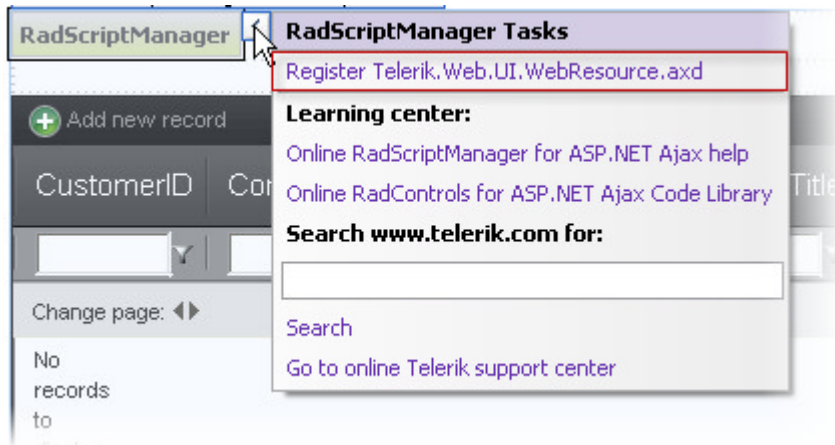 RadScriptManager
RadScriptManager Tasks
Register Telerik.Web.UI.WebResource.axd
Learning center:
Online RadScriptManager for ASP.NET Ajax help
Online RadControls for ASP.NET Ajax Code Library
Search www.telerik.com for:
Search
Go to online Telerik support center
Add new record
CustomerID Con Title
Change page:
No
records
to